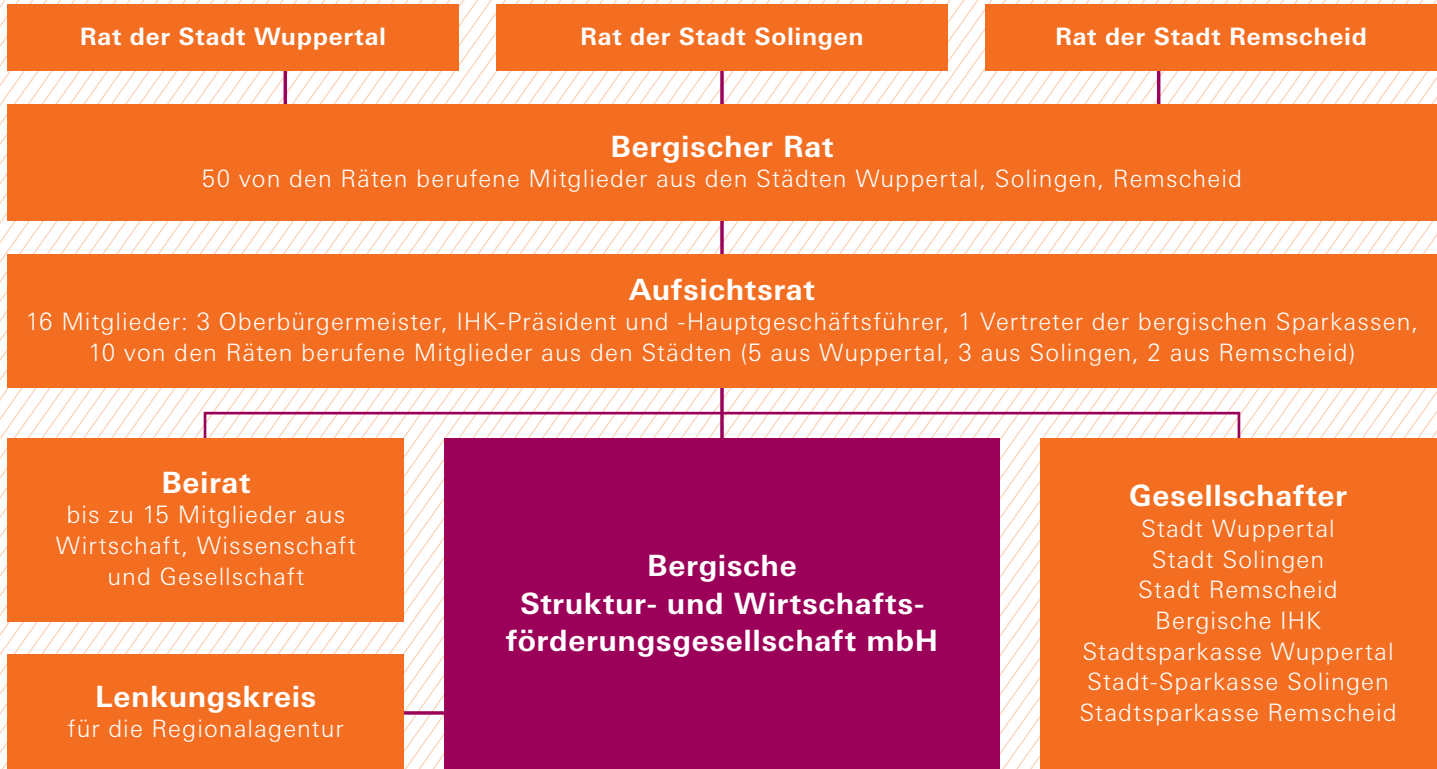 Rat der Stadt Wuppertal
Rat der Stadt Solingen
Rat der Stadt Remscheid
Bergischer Rat
50 von den Räten berufene Mitglieder aus den Städten Wuppertal, Solingen, Remscheid
Aufsichtsrat
16 Mitglieder: 3 Oberbürgermeister, IHK-Präsident und -Hauptgeschäftsführer, 1 Vertreter der bergischen Sparkassen,
10 von den Räten berufene Mitglieder aus den Städten (5 aus Wuppertal, 3 aus Solingen, 2 aus Remscheid)
Beirat
bis zu 15 Mitglieder aus
Wirtschaft, Wissenschaft
und Gesellschaft
Lenkungskreis
für die Regionalagentur
Bergische
Struktur- und Wirtschafts-
förderungsgesellschaft mbH
Gesellschafter
Stadt Wuppertal
Stadt Solingen
Stadt Remscheid
Bergische IHK
Stadtsparkasse Wuppertal
Stadt-Sparkasse Solingen
Stadtsparkasse Remscheid